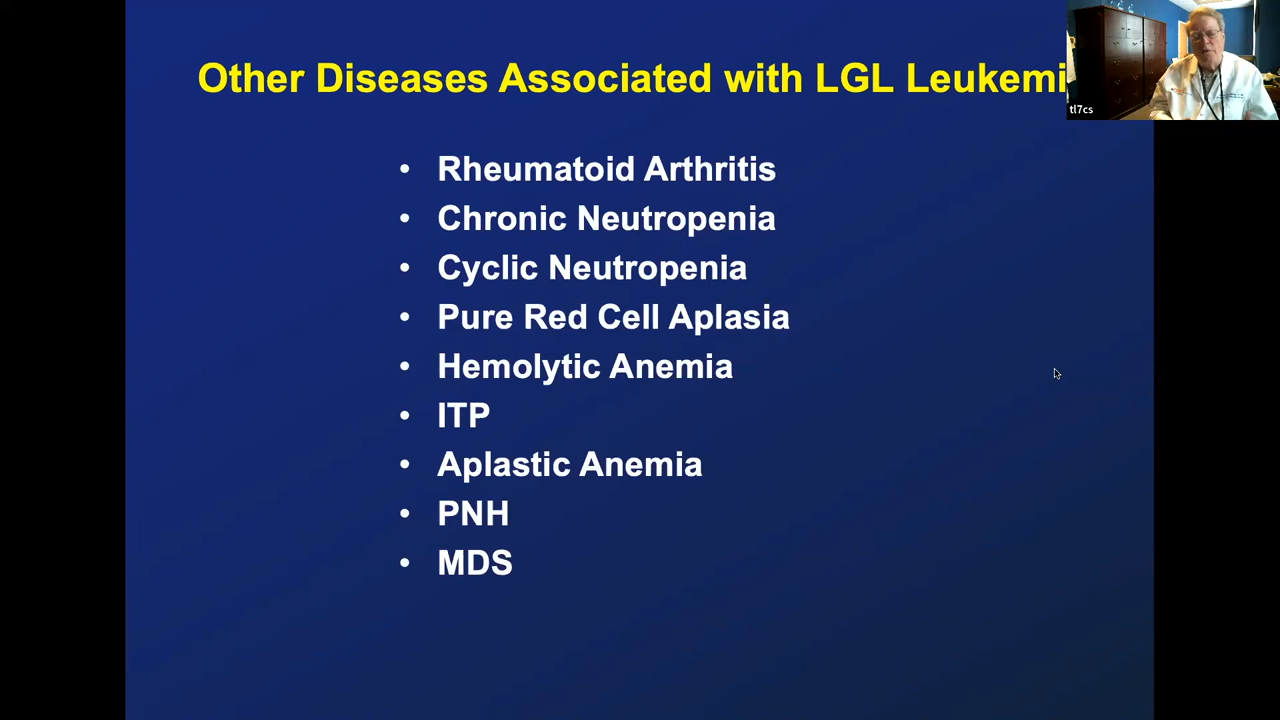 Other Diseases Associated with LGL Leukemi
tl7cs
• Rheumatoid Arthritis
• Chronic Neutropenia
• Cyclic Neutropenia
• Pure Red Cell Aplasia
• Hemolytic Anemia
• ITP
• Aplastic Anemia
• PNH
• MDS